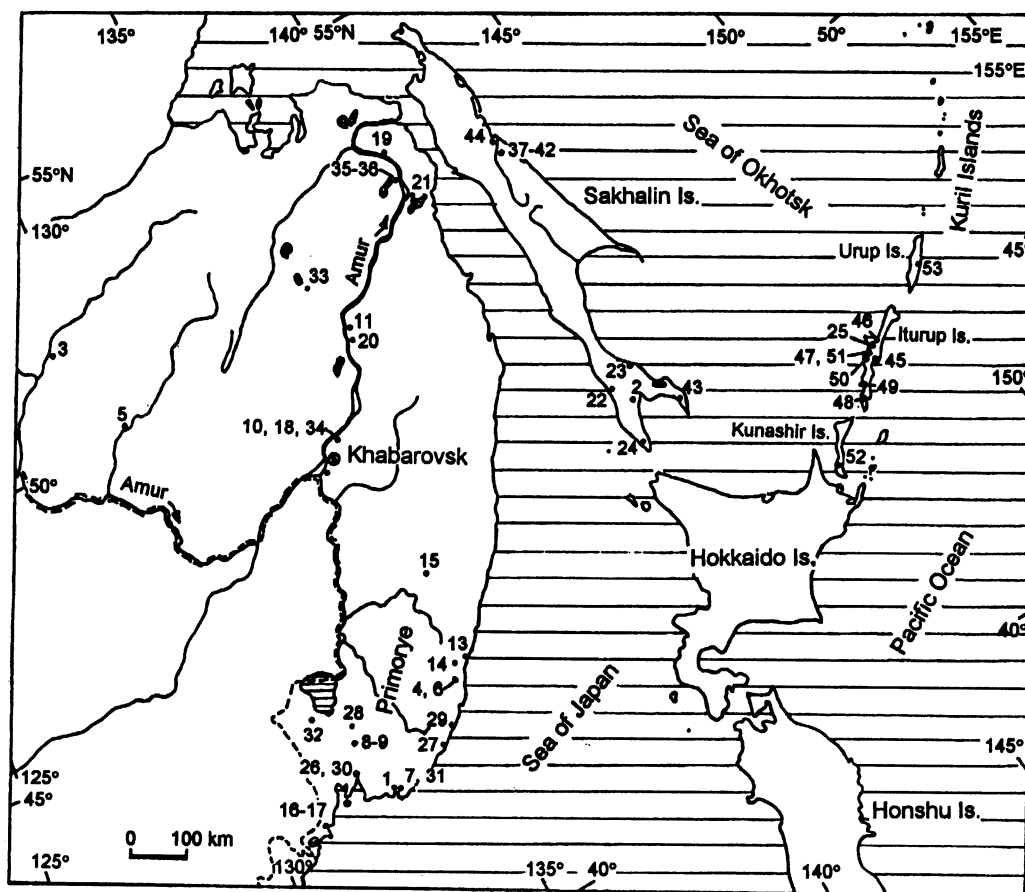 135° 140° 55°N 145° 150° 50° 155°E
155°E
44
19 37-42
35-36
21
Sea of Okhotsk
Kuril Islands
55°N
Sakhalin Is.
130°
Amur
Urup Is.
45°
53
33
46
11 25 Iturup Is.
20
3 47, 51 45
23
50 49
150°
22 2 43
48
5
10, 18, 34
Kunashir Is.
24
Khabarovsk
52
50°
Amur
Hokkaido Is.
15
Pacific Ocean
40°
Primorye
13
14
4, 6
Sea of Japan
28 29
32
8-9 27
145°
26, 30 1 7, 31
125°
45°
16-17
Honshu Is.
0 100 km
125° 130° 135° 40° 140°